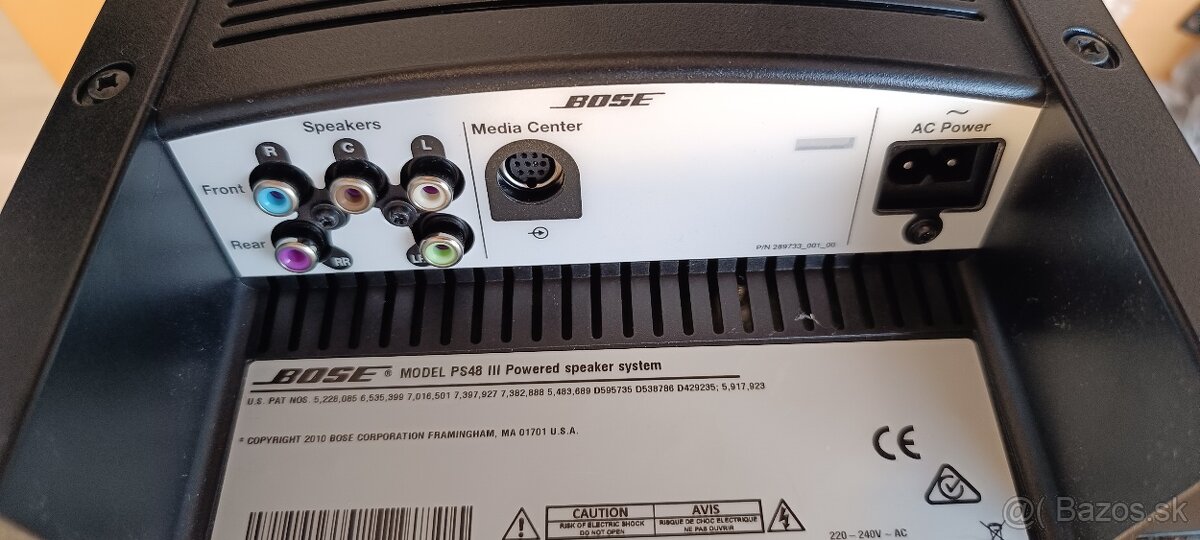 BOSE
Speakers
Media Center
~
AC Power
R
C
L
Front
Rear
RR
P/N 289733_001_00
BOSE® MODEL PS48 III Powered speaker system
U.S. PAT NOS. 5,228,085 6,535,399 7,016,501 7,397,927 7,382,888 5,483,689 D595735 D538786 D429235; 5,917,923
© COPYRIGHT 2010 BOSE CORPORATION FRAMINGHAM, MA 01701 U.S.A.
CE
CAUTION
RISK OF ELECTRIC SHOCK
DO NOT OPEN
AVIS
RISQUE DE CHOC ELECTRIQUE
NE PAS OUVRIR
220 – 240V ~ AC
@ Bazos.sk